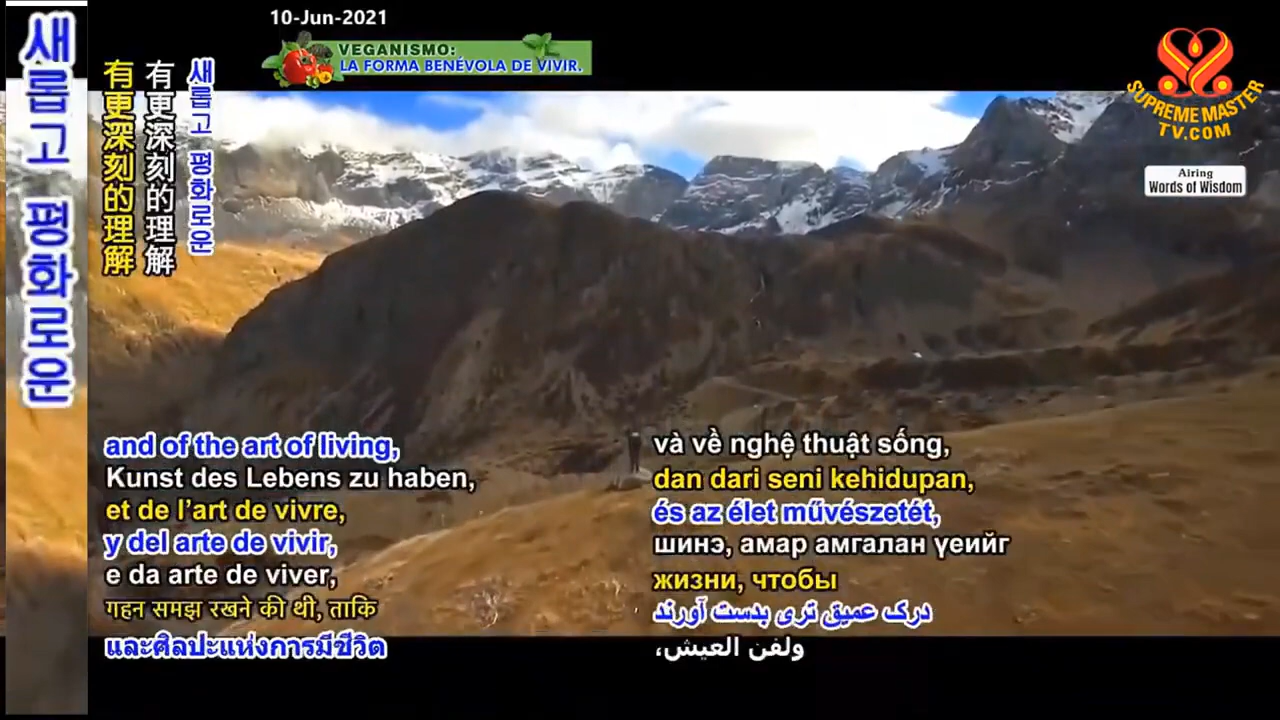 10-Jun-2021
VEGANISMO:
LA FORMA BENÉVOLA DE VIVIR.
SUPREME MASTER
TV.COM
Airing
Words of Wisdom
새롭고 평화로운
有更深刻的理解
有更深刻的理解
새롭고 평화로운
and of the art of living,
Kunst des Lebens zu haben,
et de l’art de vivre,
y del arte de vivir,
e da arte de viver,
गहन समझ रखने की थी, ताकि
และศิลปะแห่งการมีชีวิต
và về nghệ thuật sống,
dan dari seni kehidupan,
és az élet művészetét,
шинэ, амар амгалан үеийг
жизни, чтобы
درک عمیق تری بدست آورند
ولفن العيش،